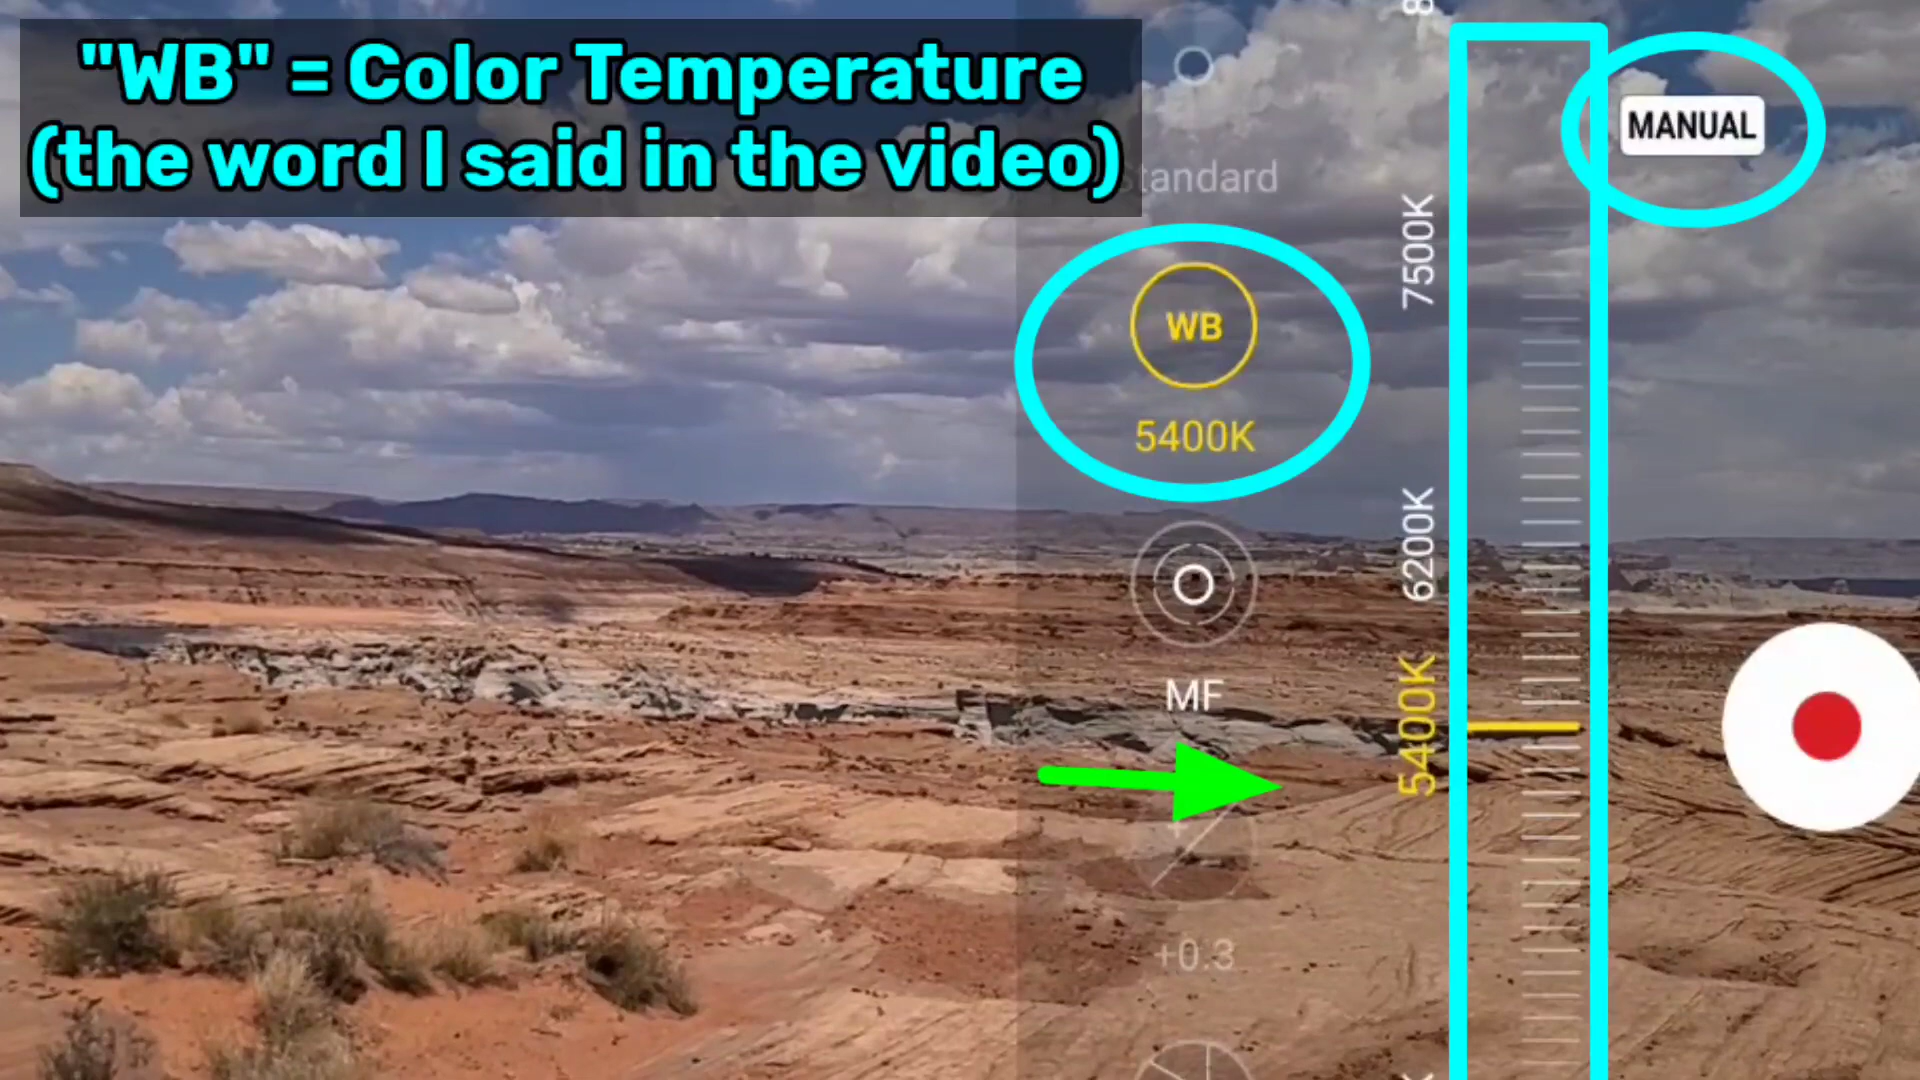 "WB" = Color Temperature
(the word I said in the video)
Standard
MANUAL
7500K
WB
5400K
6200K
MF
5400K
+0.3